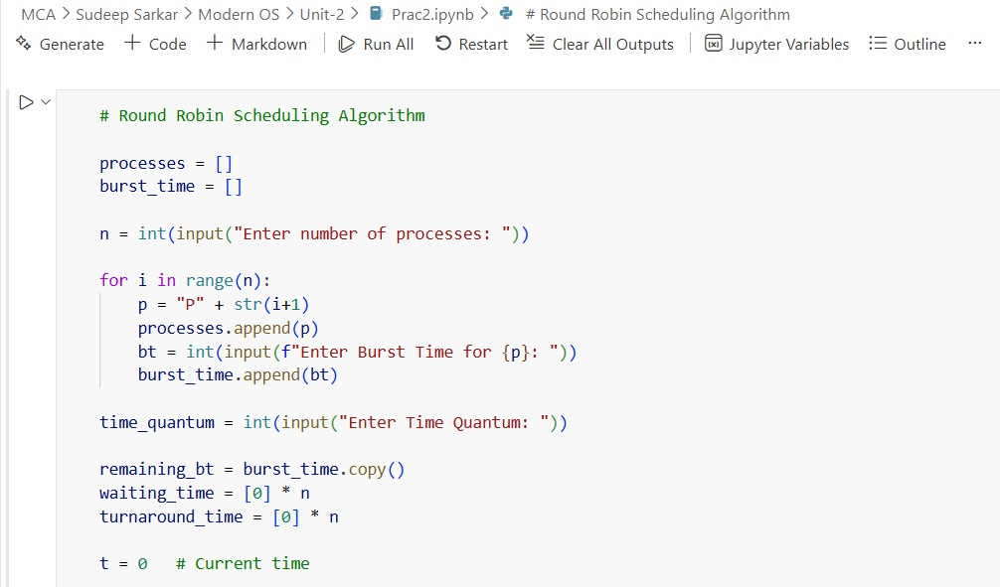 MCA > Sudeep Sarkar > Modern OS > Unit-2 > Prac2.ipynb > # Round Robin Scheduling Algorithm
Generate + Code + Markdown | Run All Restart Clear All Outputs | Jupyter Variables Outline ...
# Round Robin Scheduling Algorithm

processes = []
burst_time = []

n = int(input("Enter number of processes: "))

for i in range(n):
    p = "P" + str(i+1)
    processes.append(p)
    bt = int(input(f"Enter Burst Time for {p}: "))
    burst_time.append(bt)

time_quantum = int(input("Enter Time Quantum: "))

remaining_bt = burst_time.copy()
waiting_time = [0] * n
turnaround_time = [0] * n

t = 0   # Current time